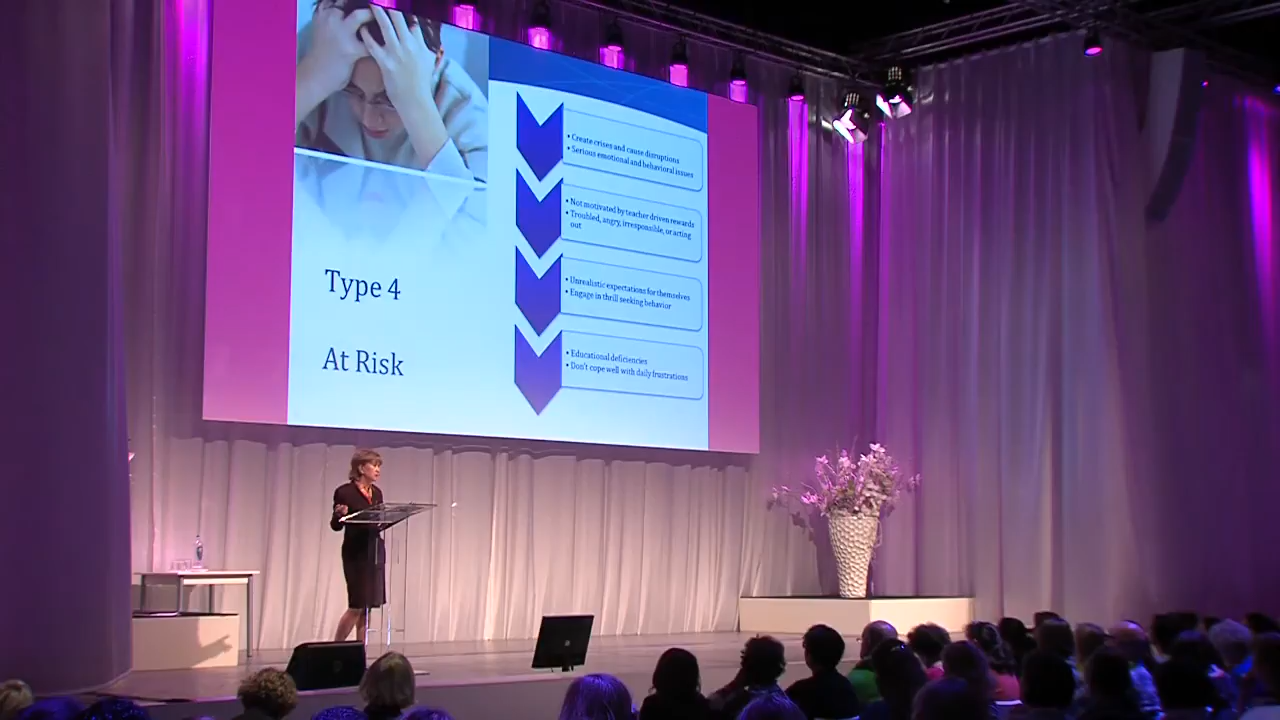 Type 4
At Risk
• Create crises and cause disruptions
• Serious emotional and behavioral issues
• Not motivated by teacher driven rewards
• Troubled, angry, irresponsible, or acting
out
• Unrealistic expectations for themselves
• Engage in thrill seeking behavior
• Educational deficiencies
• Don't cope well with daily frustrations